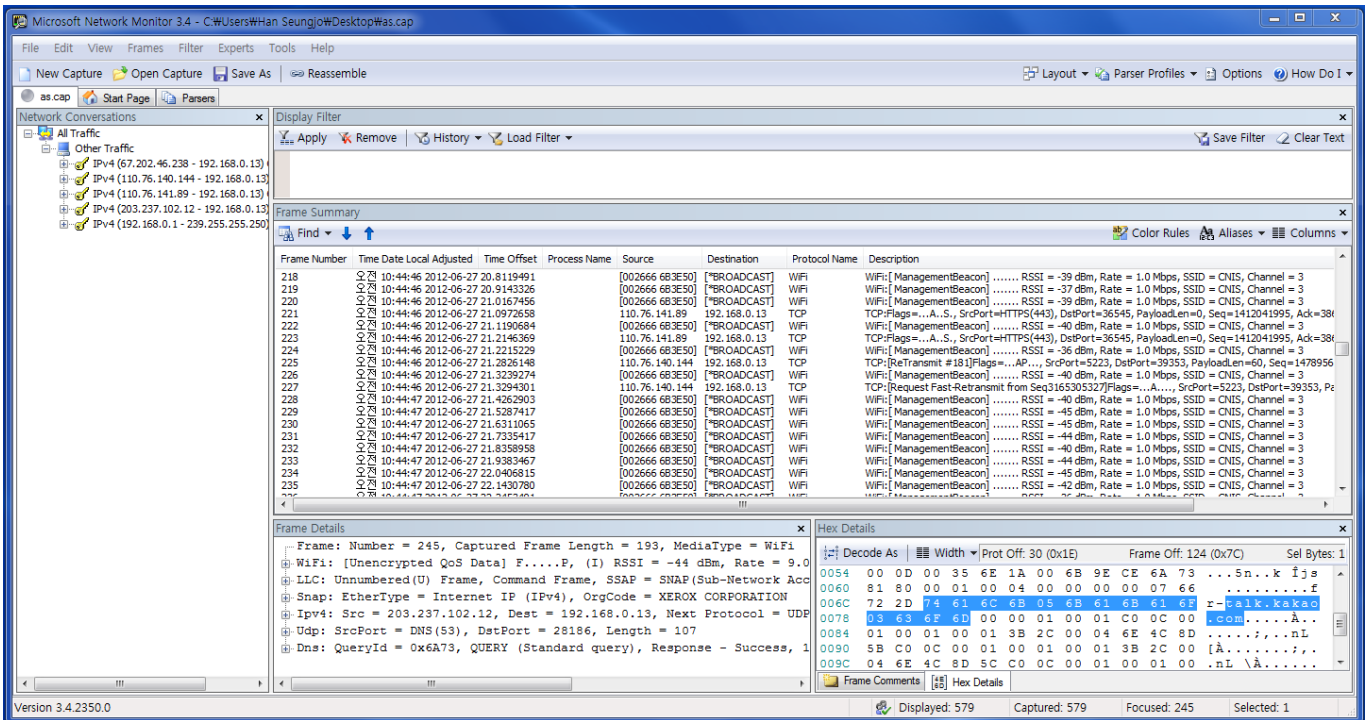 Microsoft Network Monitor 3.4 - C:₩Users₩Han Seungjo₩Desktop₩as.cap
File Edit View Frames Filter Experts Tools Help
New Capture Open Capture Save As Reassemble Layout Parser Profiles Options How Do I
as.cap Start Page Parsers
Network Conversations x
All Traffic
Other Traffic
IPv4 (67.202.46.238 - 192.168.0.13)
IPv4 (110.76.140.144 - 192.168.0.13)
IPv4 (110.76.141.89 - 192.168.0.13)
IPv4 (203.237.102.12 - 192.168.0.13)
IPv4 (192.168.0.1 - 239.255.255.250)
Display Filter x
Apply Remove History Load Filter Save Filter Clear Text
Frame Summary x
Find Color Rules Aliases Columns
Frame Number Time Date Local Adjusted Time Offset Process Name Source Destination Protocol Name Description
218 오전 10:44:46 2012-06-27 20.8119491 [002666 6B3E50] [*BROADCAST] WiFi WiFi:[ ManagementBeacon] ....... RSSI = -39 dBm, Rate = 1.0 Mbps, SSID = CNIS, Channel = 3
219 오전 10:44:46 2012-06-27 20.9143326 [002666 6B3E50] [*BROADCAST] WiFi WiFi:[ ManagementBeacon] ....... RSSI = -37 dBm, Rate = 1.0 Mbps, SSID = CNIS, Channel = 3
220 오전 10:44:46 2012-06-27 21.0167456 [002666 6B3E50] [*BROADCAST] WiFi WiFi:[ ManagementBeacon] ....... RSSI = -39 dBm, Rate = 1.0 Mbps, SSID = CNIS, Channel = 3
221 오전 10:44:46 2012-06-27 21.0972658 110.76.141.89 192.168.0.13 TCP TCP:Flags=...A..S., SrcPort=HTTPS(443), DstPort=36545, PayloadLen=0, Seq=1412041995, Ack=386
222 오전 10:44:46 2012-06-27 21.1190684 [002666 6B3E50] [*BROADCAST] WiFi WiFi:[ ManagementBeacon] ....... RSSI = -40 dBm, Rate = 1.0 Mbps, SSID = CNIS, Channel = 3
223 오전 10:44:46 2012-06-27 21.2146369 110.76.141.89 192.168.0.13 TCP TCP:Flags=...A..S., SrcPort=HTTPS(443), DstPort=36545, PayloadLen=0, Seq=1412041995, Ack=386
224 오전 10:44:46 2012-06-27 21.2215229 [002666 6B3E50] [*BROADCAST] WiFi WiFi:[ ManagementBeacon] ....... RSSI = -36 dBm, Rate = 1.0 Mbps, SSID = CNIS, Channel = 3
225 오전 10:44:46 2012-06-27 21.2826148 110.76.140.144 192.168.0.13 TCP TCP:[ReTransmit #181]Flags=...AP..., SrcPort=5223, DstPort=39353, PayloadLen=60, Seq=1478956
226 오전 10:44:46 2012-06-27 21.3239274 [002666 6B3E50] [*BROADCAST] WiFi WiFi:[ ManagementBeacon] ....... RSSI = -40 dBm, Rate = 1.0 Mbps, SSID = CNIS, Channel = 3
227 오전 10:44:47 2012-06-27 21.3294301 110.76.140.144 192.168.0.13 TCP TCP:[Request Fast-Retransmit from Seq3165305327]Flags=...A...., SrcPort=5223, DstPort=39353, Pa
228 오전 10:44:47 2012-06-27 21.4262903 [002666 6B3E50] [*BROADCAST] WiFi WiFi:[ ManagementBeacon] ....... RSSI = -40 dBm, Rate = 1.0 Mbps, SSID = CNIS, Channel = 3
229 오전 10:44:47 2012-06-27 21.5287417 [002666 6B3E50] [*BROADCAST] WiFi WiFi:[ ManagementBeacon] ....... RSSI = -45 dBm, Rate = 1.0 Mbps, SSID = CNIS, Channel = 3
230 오전 10:44:47 2012-06-27 21.6311065 [002666 6B3E50] [*BROADCAST] WiFi WiFi:[ ManagementBeacon] ....... RSSI = -45 dBm, Rate = 1.0 Mbps, SSID = CNIS, Channel = 3
231 오전 10:44:47 2012-06-27 21.7335417 [002666 6B3E50] [*BROADCAST] WiFi WiFi:[ ManagementBeacon] ....... RSSI = -44 dBm, Rate = 1.0 Mbps, SSID = CNIS, Channel = 3
232 오전 10:44:47 2012-06-27 21.8358958 [002666 6B3E50] [*BROADCAST] WiFi WiFi:[ ManagementBeacon] ....... RSSI = -40 dBm, Rate = 1.0 Mbps, SSID = CNIS, Channel = 3
233 오전 10:44:47 2012-06-27 21.9383467 [002666 6B3E50] [*BROADCAST] WiFi WiFi:[ ManagementBeacon] ....... RSSI = -44 dBm, Rate = 1.0 Mbps, SSID = CNIS, Channel = 3
234 오전 10:44:47 2012-06-27 22.0406815 [002666 6B3E50] [*BROADCAST] WiFi WiFi:[ ManagementBeacon] ....... RSSI = -45 dBm, Rate = 1.0 Mbps, SSID = CNIS, Channel = 3
235 오전 10:44:47 2012-06-27 22.1430780 [002666 6B3E50] [*BROADCAST] WiFi WiFi:[ ManagementBeacon] ....... RSSI = -42 dBm, Rate = 1.0 Mbps, SSID = CNIS, Channel = 3
Frame Details x
Frame: Number = 245, Captured Frame Length = 193, MediaType = WiFi
WiFi: [Unencrypted QoS Data] F.....P, (I) RSSI = -44 dBm, Rate = 9.0
LLC: Unnumbered(U) Frame, Command Frame, SSAP = SNAP(Sub-Network Acc
Snap: EtherType = Internet IP (IPv4), OrgCode = XEROX CORPORATION
Ipv4: Src = 203.237.102.12, Dest = 192.168.0.13, Next Protocol = UDP
Udp: SrcPort = DNS(53), DstPort = 28186, Length = 107
Dns: QueryId = 0x6A73, QUERY (Standard query), Response - Success, 1
Hex Details x
Decode As Width Prot Off: 30 (0x1E) Frame Off: 124 (0x7C) Sel Bytes: 1
0054 00 0D 00 35 6E 1A 00 6B 9E CE 6A 73 ...5n..k Îjs
0060 81 80 00 01 00 04 00 00 00 00 07 66 .........f
006C 72 2D 74 61 6C 6B 05 6B 61 6B 61 6F r-talk.kakao
0078 03 63 6F 6D 00 00 01 00 01 C0 0C 00 .com.....À..
0084 01 00 01 00 01 3B 2C 00 04 6E 4C 8D .....;,..nL
0090 5B C0 0C 00 01 00 01 00 01 3B 2C 00 [À.......;,.
009C 04 6E 4C 8D 5C C0 0C 00 01 00 01 00 .nL \À......
Frame Comments Hex Details
Version 3.4.2350.0 Displayed: 579 Captured: 579 Focused: 245 Selected: 1